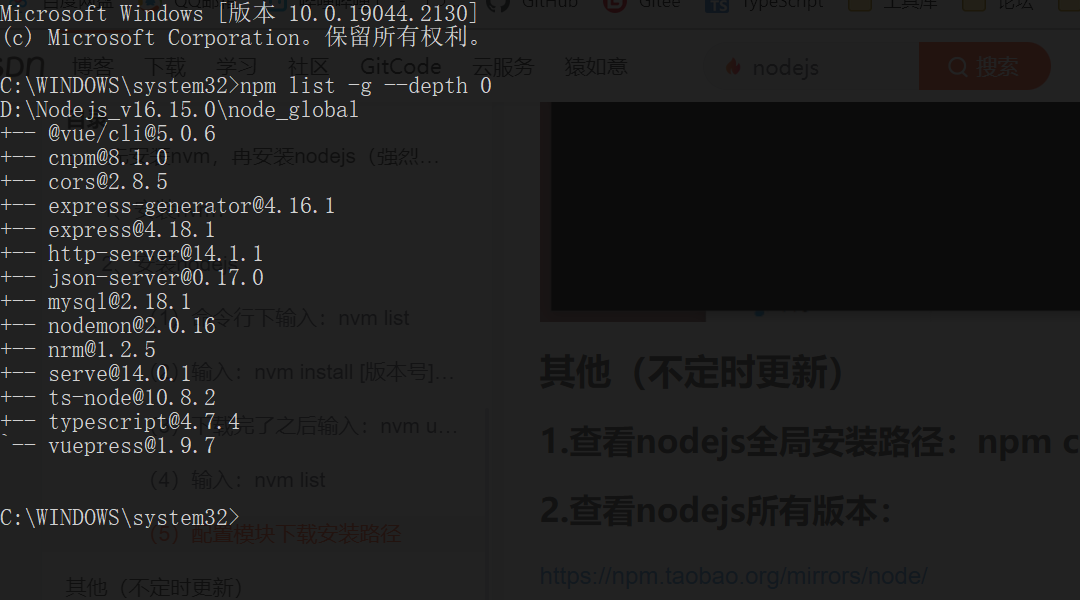 Microsoft Windows [版本 10.0.19044.2130]
(c) Microsoft Corporation。保留所有权利。
C:\WINDOWS\system32>npm list -g --depth 0
D:\Nodejs_v16.15.0\node_global
+-- @vue/cli@5.0.6
+-- cnpm@8.1.0
+-- cors@2.8.5
+-- express-generator@4.16.1
+-- express@4.18.1
+-- http-server@14.1.1
+-- json-server@0.17.0
+-- mysql@2.18.1
+-- nodemon@2.0.16
+-- nrm@1.2.5
+-- serve@14.0.1
+-- ts-node@10.8.2
+-- typescript@4.7.4
`-- vuepress@1.9.7
C:\WINDOWS\system32>
GitHub
Gitee
TypeScript
工具库
论坛
博客 下载 学习 社区 GitCode 云服务 猿如意
nodejs
搜索
安装nvm，再安装nodejs（强烈...
命令行下输入：nvm list
输入：nvm install [版本号]...
完了之后输入：nvm u...
（4）输入：nvm list
（5）配置模块下载安装路径
其他（不定时更新）
其他（不定时更新）
1.查看nodejs全局安装路径：npm c
2.查看nodejs所有版本：
https://npm.taobao.org/mirrors/node/